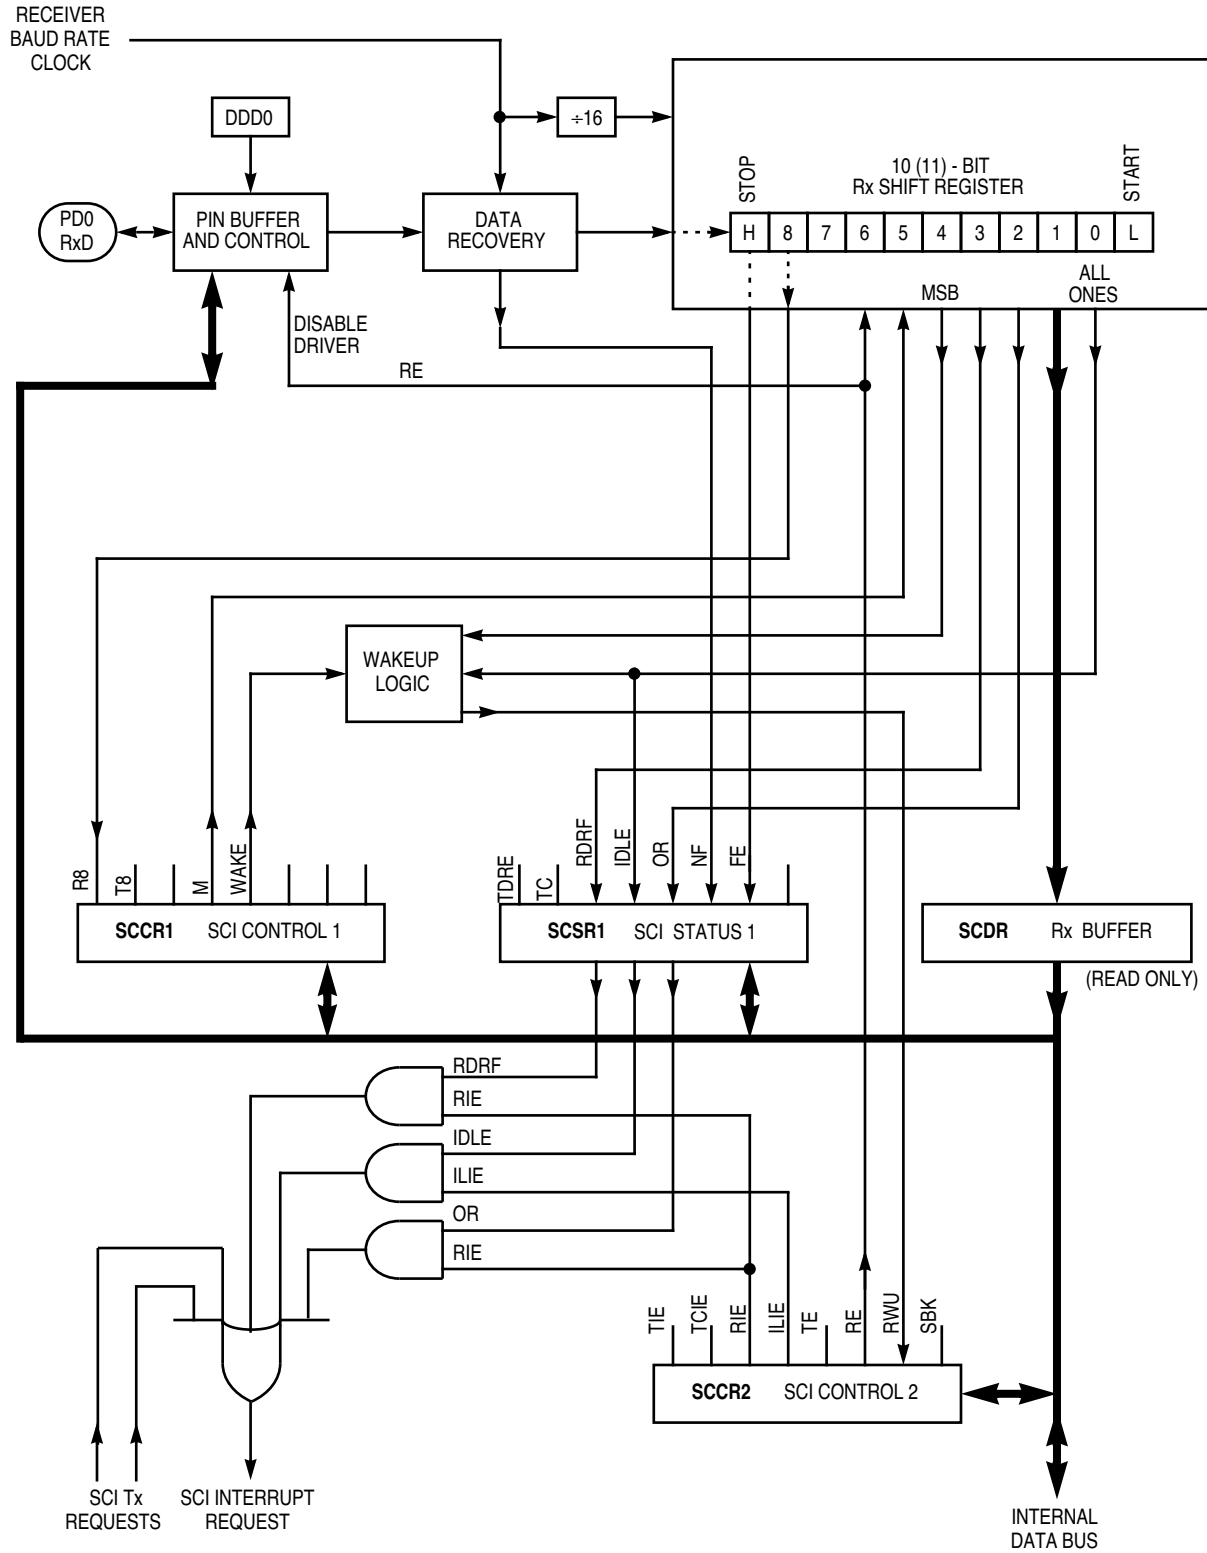 RECEIVER
BAUD RATE
CLOCK
DDD0
÷16
STOP
10 (11) - BIT
Rx SHIFT REGISTER
START
PD0
RxD
PIN BUFFER
AND CONTROL
DATA
RECOVERY
H 8 7 6 5 4 3 2 1 0 L
MSB
ALL
ONES
DISABLE
DRIVER
RE
WAKEUP
LOGIC
R8
T8
M
WAKE
TDRE
TC
RDRF
IDLE
OR
NF
FE
SCCR1 SCI CONTROL 1
SCSR1 SCI STATUS 1
SCDR Rx BUFFER
(READ ONLY)
RDRF
RIE
IDLE
ILIE
OR
RIE
TIE
TCIE
RIE
ILIE
TE
RE
RWU
SBK
SCCR2 SCI CONTROL 2
SCI Tx
REQUESTS
SCI INTERRUPT
REQUEST
INTERNAL
DATA BUS